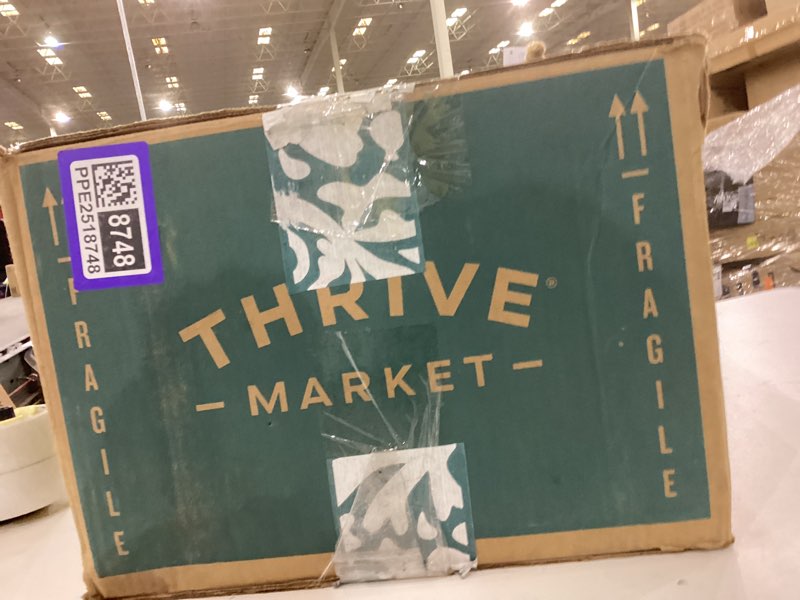 PPE2518748
8748
THRIVE®
- MARKET -
FRAGILE
FRAGILE